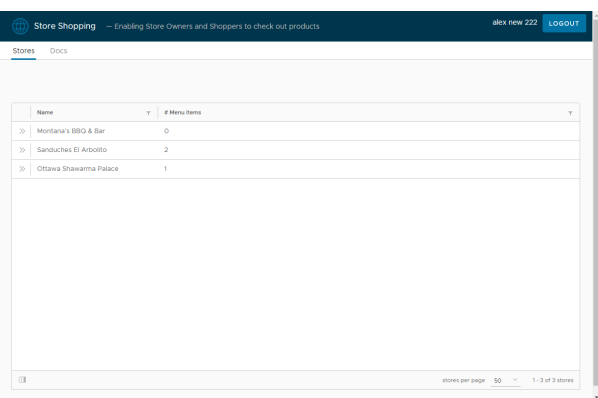 Store Shopping — Enabling Store Owners and Shoppers to check out products alex new 222 LOGOUT
Stores Docs
Name # Menu Items
Montana's BBQ & Bar 0
Sanduches El Arbolito 2
Ottawa Shawarma Palace 1
stores per page 50 1 - 3 of 3 stores